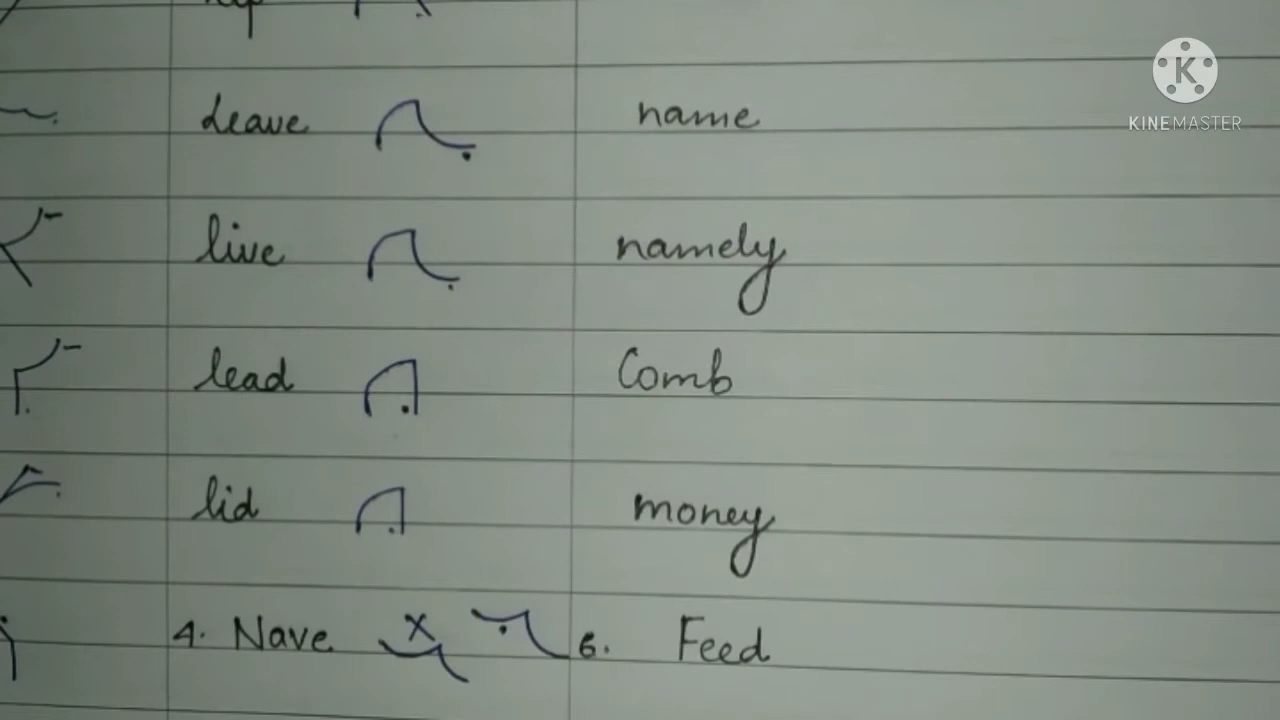 Leave name
live namely
lead Comb
lid money
4. Nave x 6. Feed
K
KINEMASTER